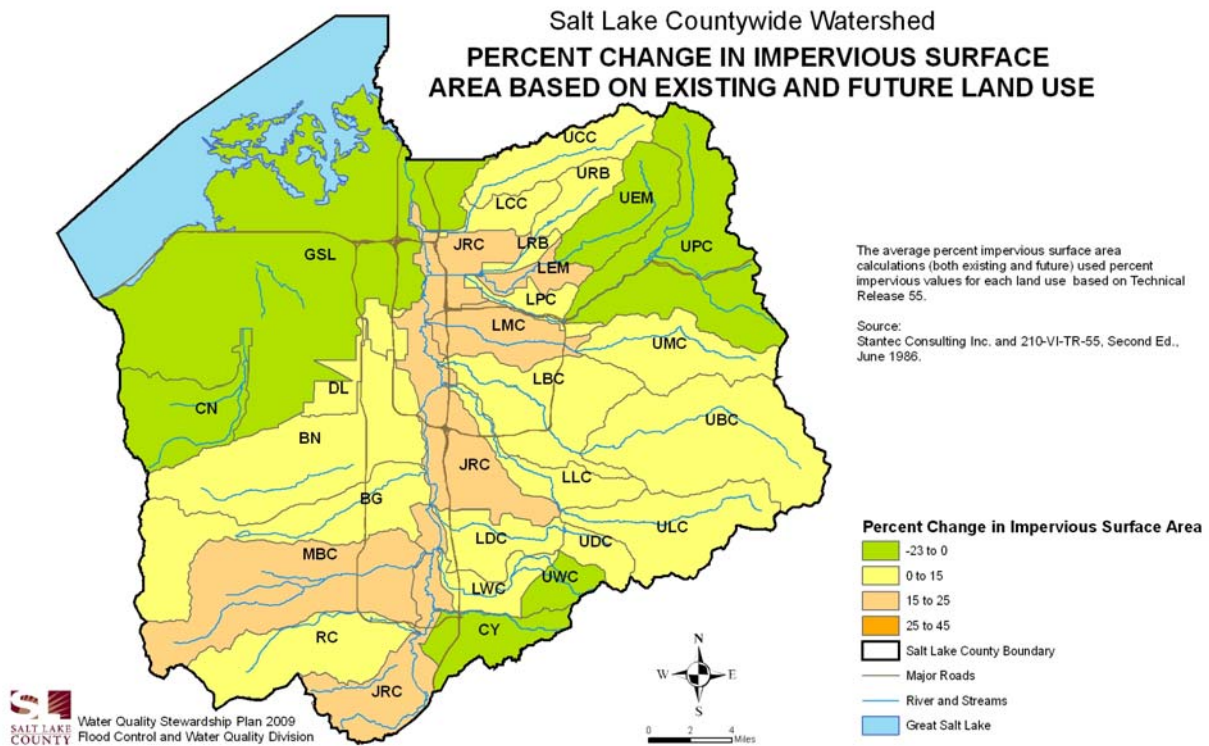 Salt Lake Countywide Watershed
PERCENT CHANGE IN IMPERVIOUS SURFACE
AREA BASED ON EXISTING AND FUTURE LAND USE
UCC
URB
LCC
UEM
JRC
LRB
UPC
GSL
LEM
LPC
LMC
UMC
LBC
DL
CN
UBC
BN
JRC
LLC
BG
ULC
LDC
UDC
MBC
UWC
LWC
RC
CY
JRC
The average percent impervious surface area
calculations (both existing and future) used percent
impervious values for each land use based on Technical
Release 55.
Source:
Stantec Consulting Inc. and 210-VI-TR-55, Second Ed.,
June 1986.
Percent Change in Impervious Surface Area
-23 to 0
0 to 15
15 to 25
25 to 45
Salt Lake County Boundary
Major Roads
River and Streams
Great Salt Lake
N
W E
S
0 2 4
Miles
SL
SALT LAKE
COUNTY
Water Quality Stewardship Plan 2009
Flood Control and Water Quality Division